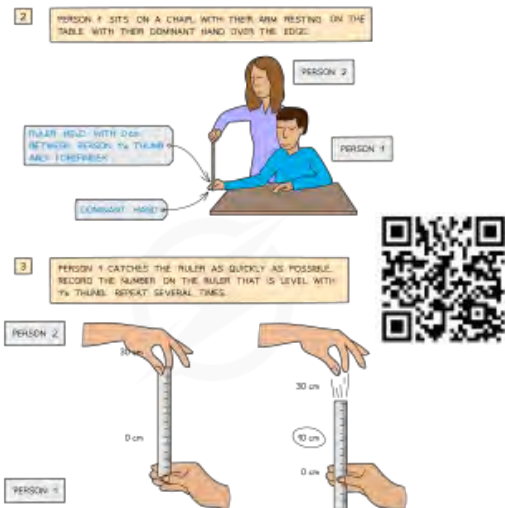 2
PERSON 1 SITS ON A CHAIR, WITH THEIR ARM RESTING ON THE
TABLE WITH THEIR DOMINANT HAND OVER THE EDGE.
PERSON 2
RULER HELD WITH 0 cm
BETWEEN PERSON 1's THUMB
AND FOREFINGER
PERSON 1
DOMINANT HAND
3
PERSON 1 CATCHES THE RULER AS QUICKLY AS POSSIBLE.
RECORD THE NUMBER ON THE RULER THAT IS LEVEL WITH
1's THUMB. REPEAT SEVERAL TIMES.
PERSON 2
30 cm
30 cm
0 cm
10 cm
0 cm
PERSON 1